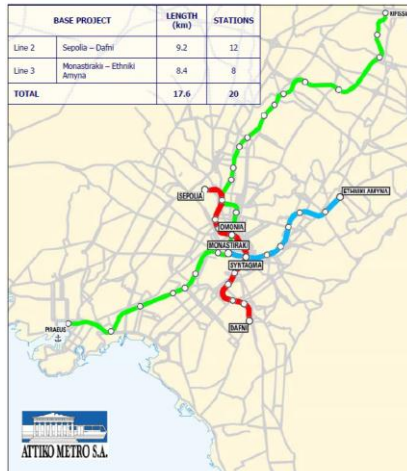 BASE PROJECT LENGTH (km) STATIONS
Line 2 Sepolia – Dafni 9.2 12
Line 3 Monastiraki – Ethniki Amyna 8.4 8
TOTAL 17.6 20
KIFISSIA
SEPOLIA
ETHNIKI AMYNA
OMONIA
MONASTIRAKI
SYNTAGMA
DAFNI
PIRAEUS
ATTIKO METRO S.A.